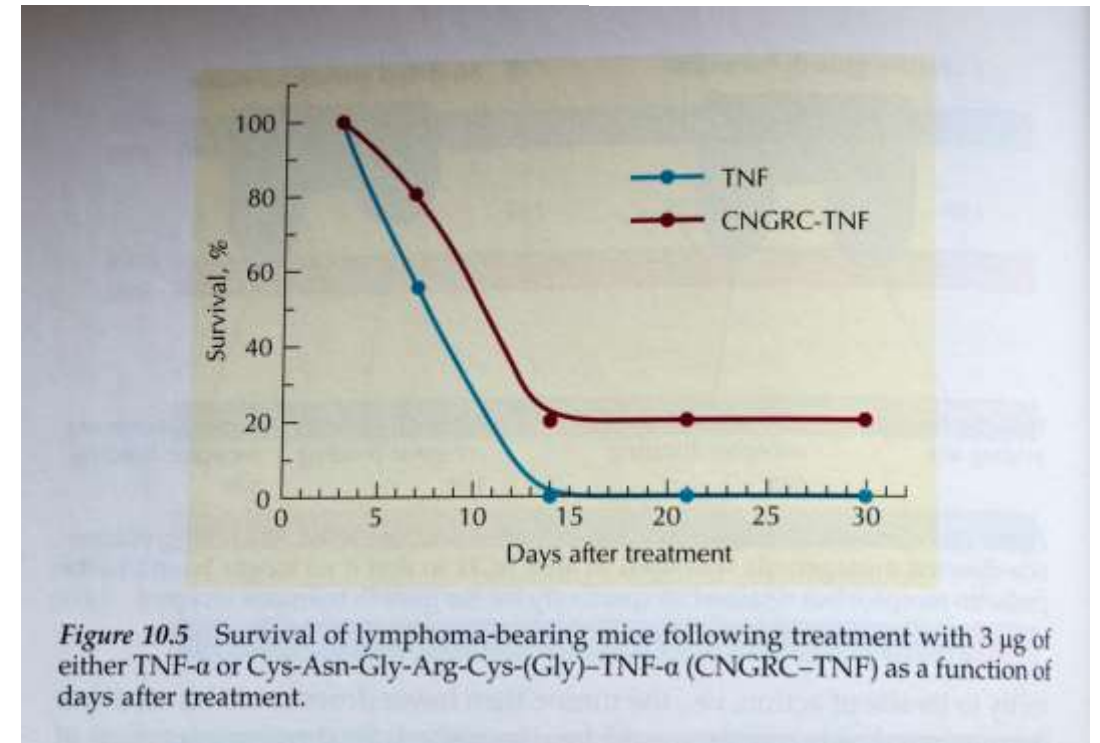 100
80
60
40
20
0
Survival, %
TNF
CNGRC-TNF
0 5 10 15 20 25 30
Days after treatment
Figure 10.5 Survival of lymphoma-bearing mice following treatment with 3 µg of
either TNF-α or Cys-Asn-Gly-Arg-Cys-(Gly)–TNF-α (CNGRC–TNF) as a function of
days after treatment.